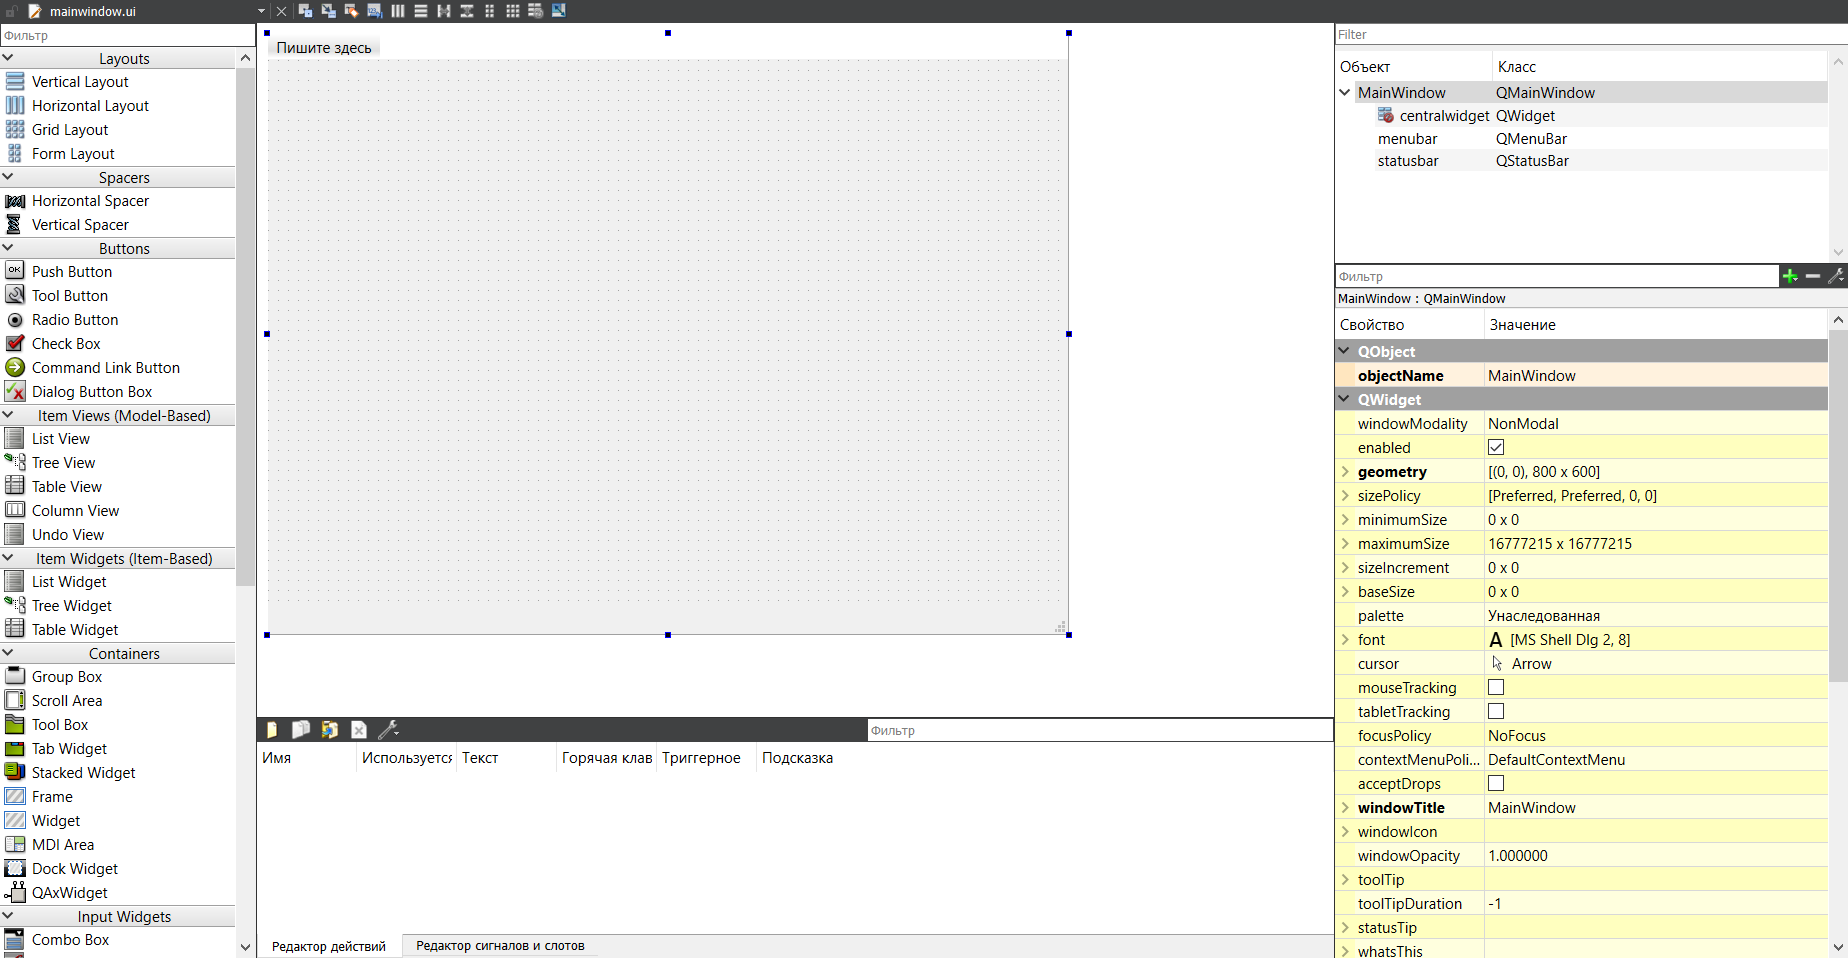 mainwindow.ui
Фильтр
Layouts
Vertical Layout
Horizontal Layout
Grid Layout
Form Layout
Spacers
Horizontal Spacer
Vertical Spacer
Buttons
Push Button
Tool Button
Radio Button
Check Box
Command Link Button
Dialog Button Box
Item Views (Model-Based)
List View
Tree View
Table View
Column View
Undo View
Item Widgets (Item-Based)
List Widget
Tree Widget
Table Widget
Containers
Group Box
Scroll Area
Tool Box
Tab Widget
Stacked Widget
Frame
Widget
MDI Area
Dock Widget
QAxWidget
Input Widgets
Combo Box
Пишите здесь
Фильтр
Имя Используется Текст Горячая клав Триггерное Подсказка
Редактор действий Редактор сигналов и слотов
Filter
Объект Класс
MainWindow QMainWindow
centralwidget QWidget
menubar QMenuBar
statusbar QStatusBar
Фильтр
MainWindow : QMainWindow
Свойство Значение
QObject
objectName MainWindow
QWidget
windowModality NonModal
enabled
geometry [(0, 0), 800 x 600]
sizePolicy [Preferred, Preferred, 0, 0]
minimumSize 0 x 0
maximumSize 16777215 x 16777215
sizeIncrement 0 x 0
baseSize 0 x 0
palette Унаследованная
font A [MS Shell Dlg 2, 8]
cursor Arrow
mouseTracking
tabletTracking
focusPolicy NoFocus
contextMenuPoli... DefaultContextMenu
acceptDrops
windowTitle MainWindow
windowIcon
windowOpacity 1.000000
toolTip
toolTipDuration -1
statusTip
whatsThis